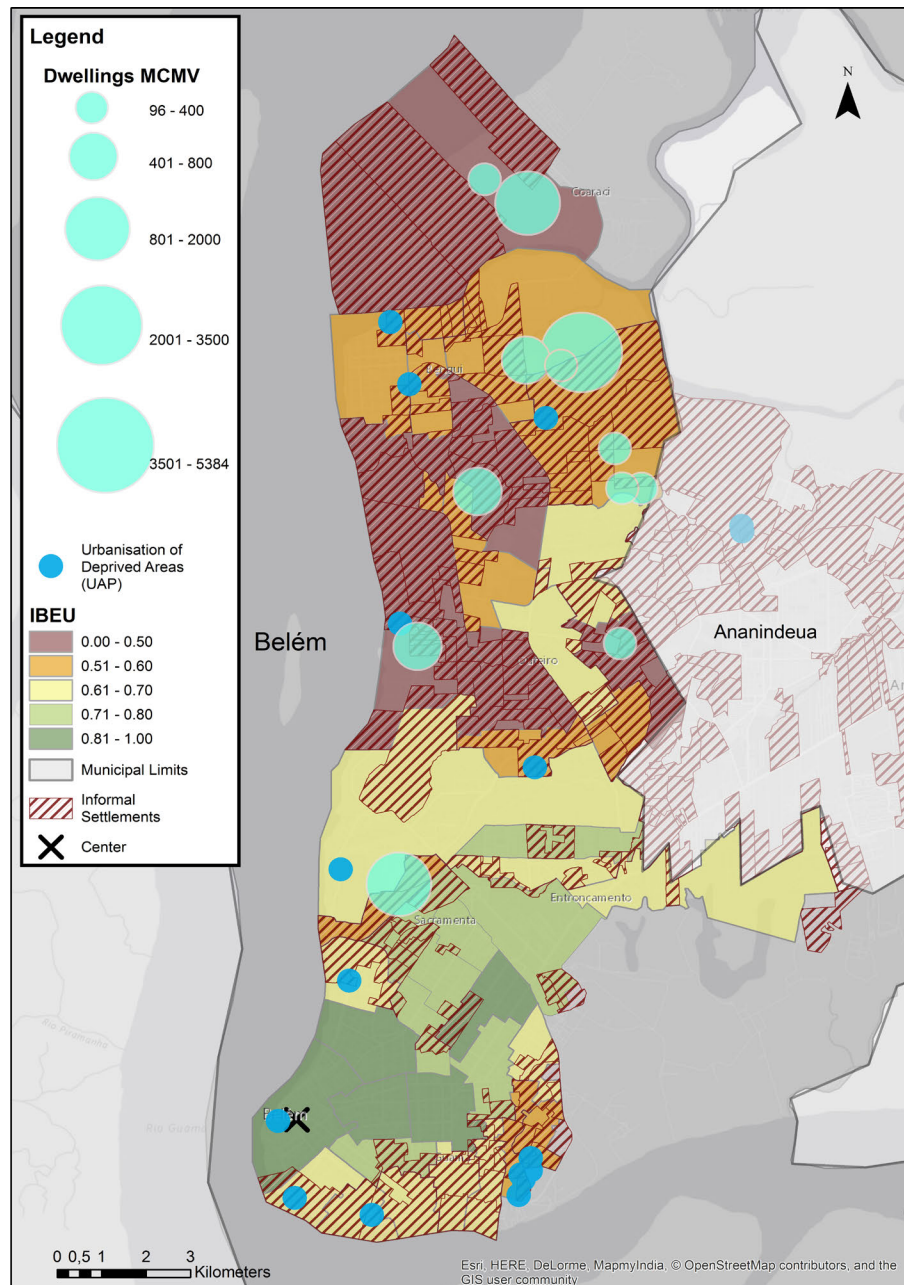 Legend
Dwellings MCMV
96 - 400
401 - 800
801 - 2000
2001 - 3500
3501 - 5384
Urbanisation of
Deprived Areas
(UAP)
IBEU
0.00 - 0.50
0.51 - 0.60
0.61 - 0.70
0.71 - 0.80
0.81 - 1.00
Municipal Limits
Informal
Settlements
Center
N
Belém
Ananindeua
Entroncamento
Sacramenta
Belém
Rio Guamá
0 0,5 1 2 3
Kilometers
Esri, HERE, DeLorme, MapmyIndia, © OpenStreetMap contributors, and the
GIS user community